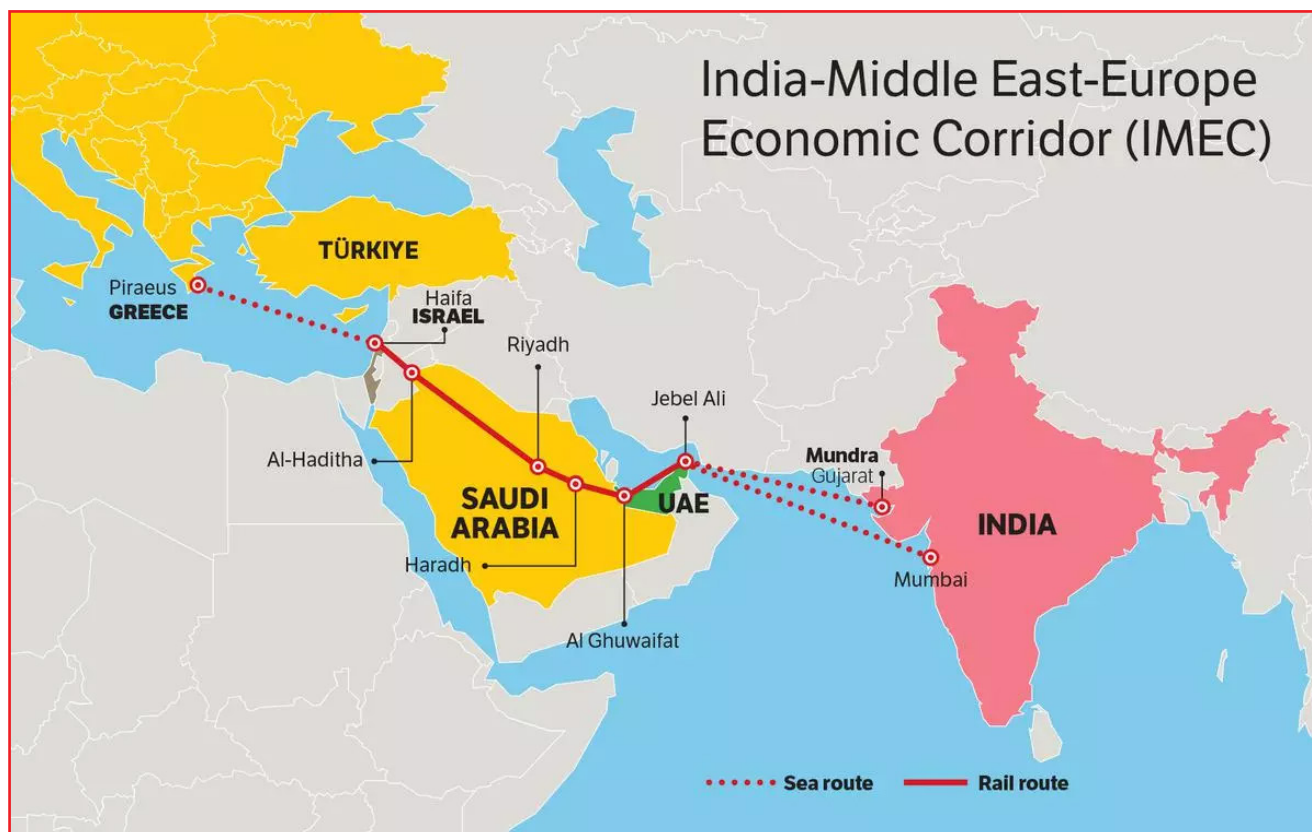 India-Middle East-Europe
Economic Corridor (IMEC)
TÜRKIYE
Piraeus
GREECE
Haifa
ISRAEL
Riyadh
Jebel Ali
Al-Haditha
Mundra
Gujarat
SAUDI
ARABIA
UAE
INDIA
Haradh
Mumbai
Al Ghuwaifat
Sea route
Rail route